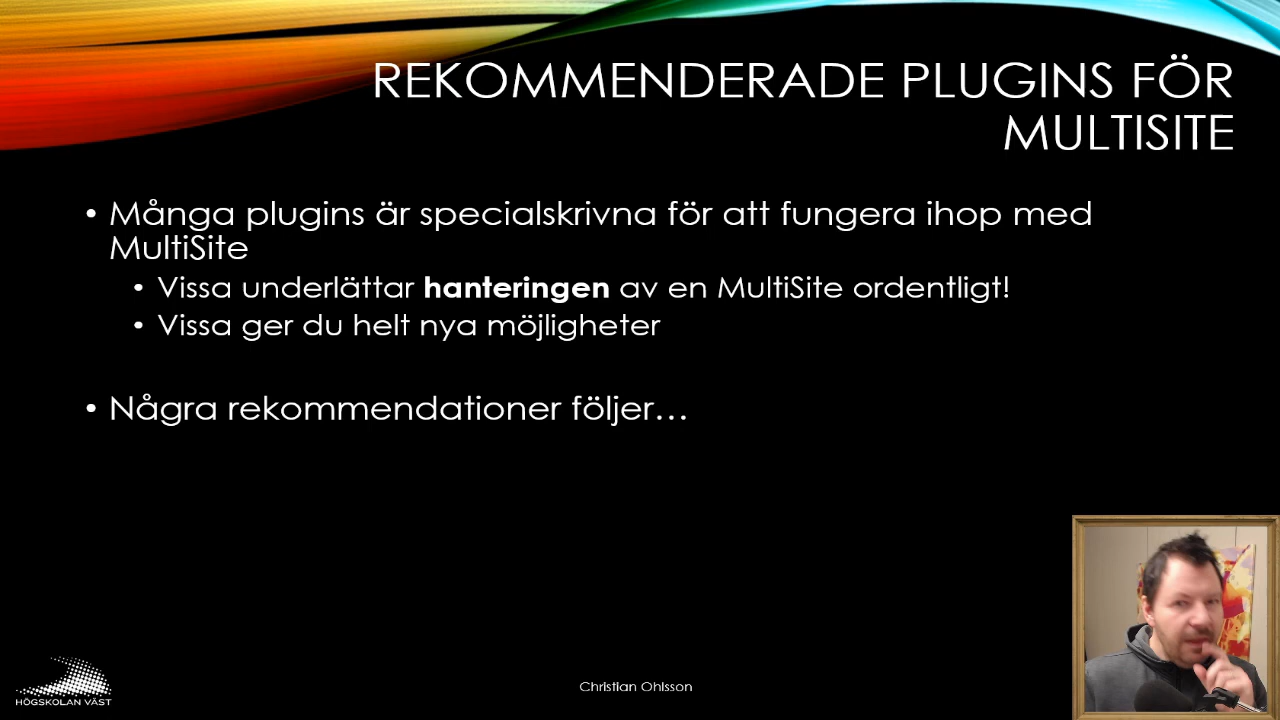 REKOMMENDERADE PLUGINS FÖR
MULTISITE
• Många plugins är specialskrivna för att fungera ihop med
MultiSite
• Vissa underlättar hanteringen av en MultiSite ordentligt!
• Vissa ger du helt nya möjligheter
• Några rekommendationer följer…
HÖGSKOLAN VÄST
Christian Ohlsson